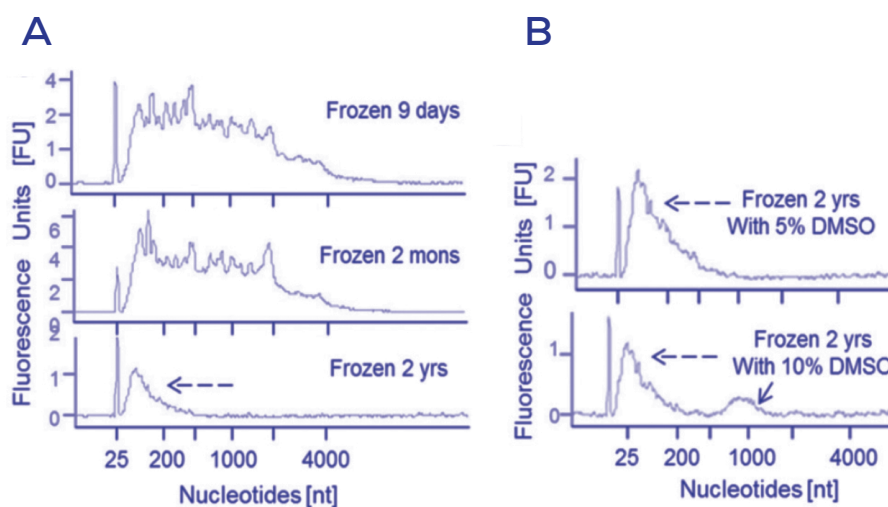 A
B
Fluorescence Units [FU]
4
2
1
0
Frozen 9 days
6
4
2
0
Frozen 2 mons
2
1
0
Frozen 2 yrs
25 200 1000 4000
Nucleotides [nt]
Fluorescence Units [FU]
2
1
0
Frozen 2 yrs
With 5% DMSO
1
0
Frozen 2 yrs
With 10% DMSO
25 200 1000 4000
Nucleotides [nt]